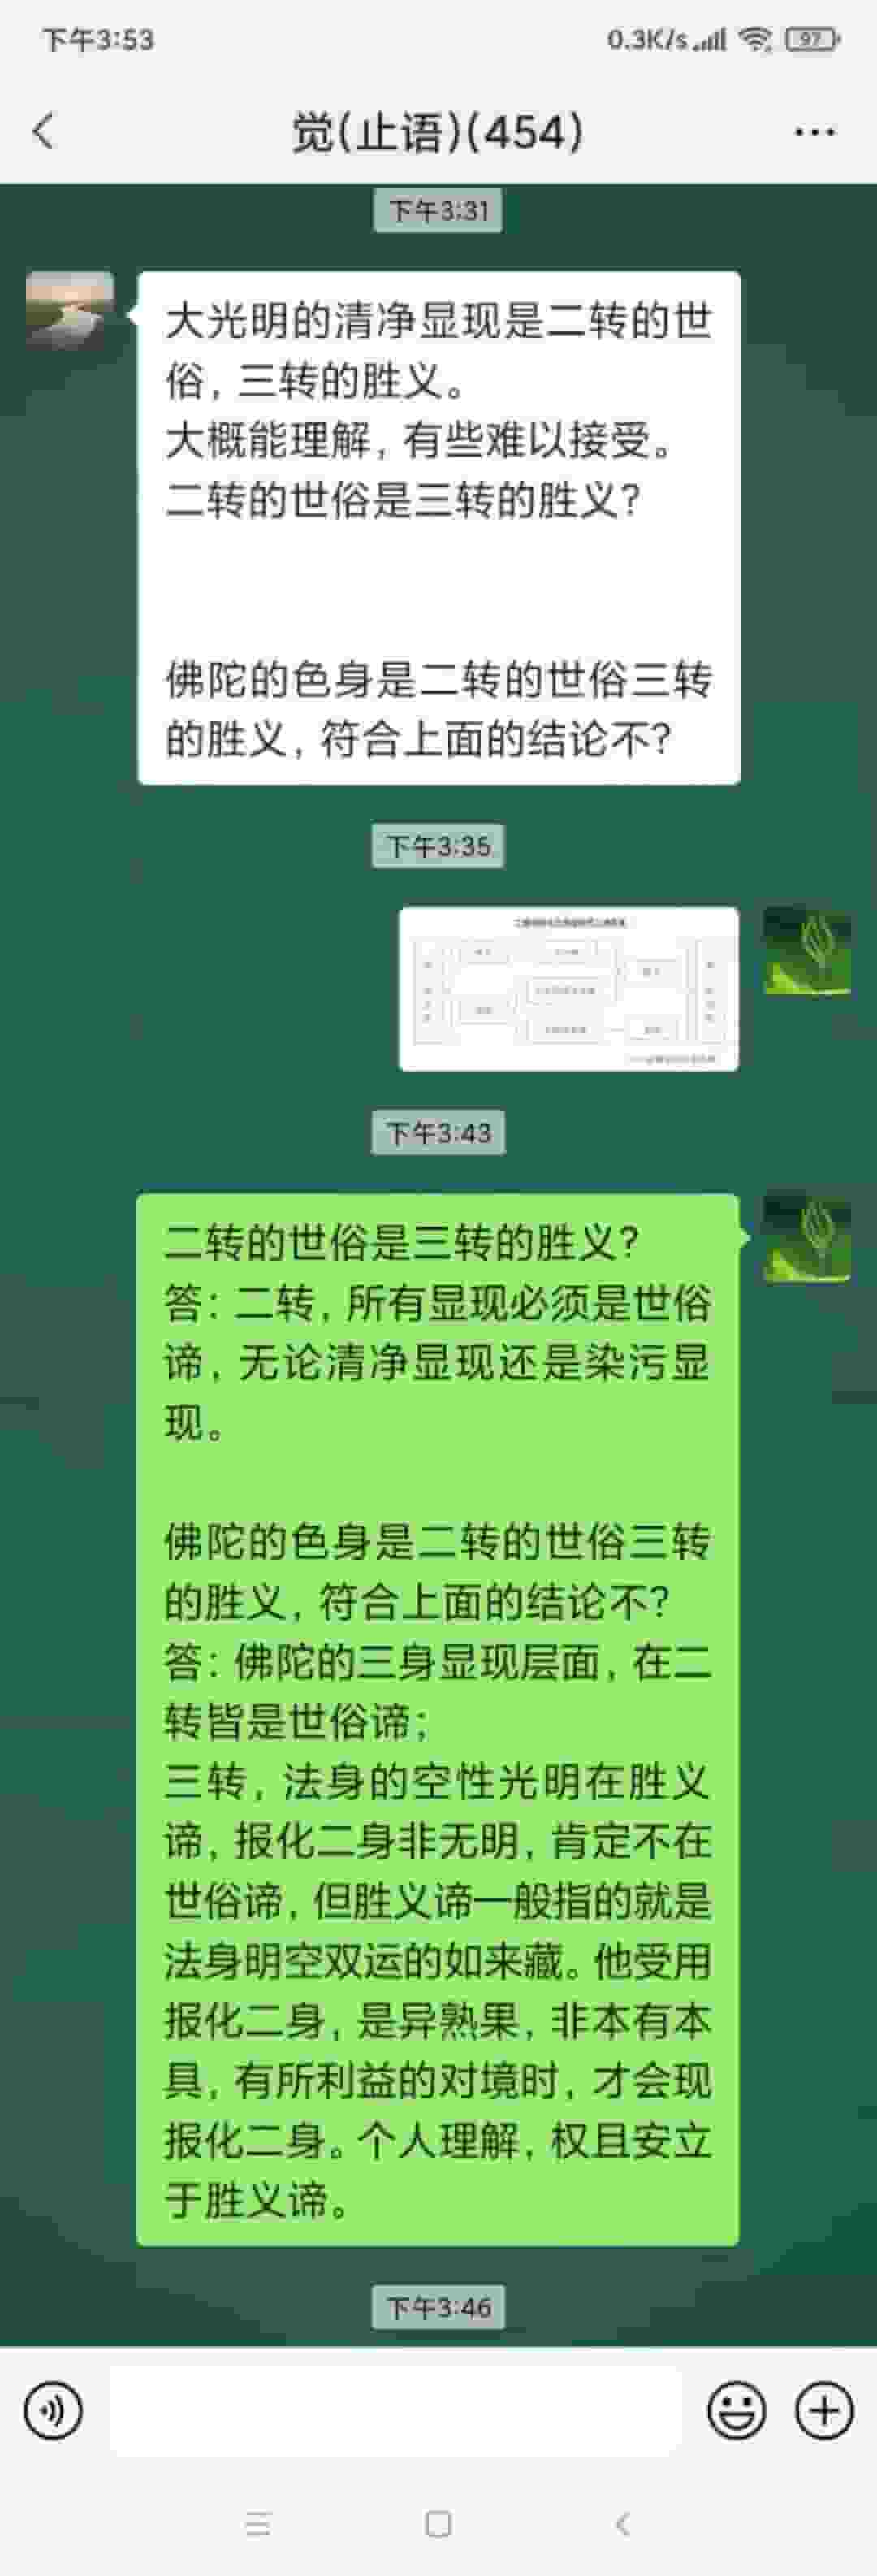 下午3:53
0.3K/s
97
觉(止语)(454)
下午3:31
大光明的清净显现是二转的世
俗，三转的胜义。
大概能理解，有些难以接受。
二转的世俗是三转的胜义？
佛陀的色身是二转的世俗三转
的胜义，符合上面的结论不？
下午3:35
下午3:43
二转的世俗是三转的胜义？
答：二转，所有显现必须是世俗
谛，无论清净显现还是染污显
现。
佛陀的色身是二转的世俗三转
的胜义，符合上面的结论不？
答：佛陀的三身显现层面，在二
转皆是世俗谛；
三转，法身的空性光明在胜义
谛，报化二身非无明，肯定不在
世俗谛，但胜义谛一般指的就是
法身明空双运的如来藏。他受用
报化二身，是异熟果，非本有本
具，有所利益的对境时，才会现
报化二身。个人理解，权且安立
于胜义谛。
下午3:46